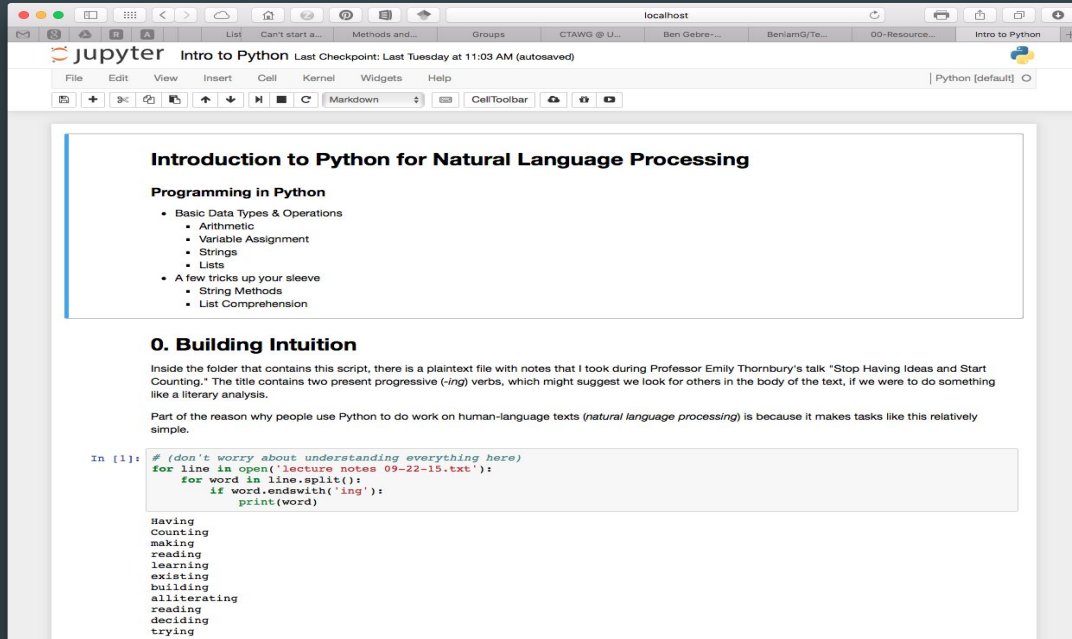 localhost
List
Can't start a...
Methods and...
Groups
CTAWG @ U...
Ben Gebre-...
BeniamG/Te...
00-Resource...
Intro to Python
jupyter Intro to Python Last Checkpoint: Last Tuesday at 11:03 AM (autosaved)
File Edit View Insert Cell Kernel Widgets Help Python [default]
Markdown CellToolbar
Introduction to Python for Natural Language Processing
Programming in Python
• Basic Data Types & Operations
▪ Arithmetic
▪ Variable Assignment
▪ Strings
▪ Lists
• A few tricks up your sleeve
▪ String Methods
▪ List Comprehension
0. Building Intuition
Inside the folder that contains this script, there is a plaintext file with notes that I took during Professor Emily Thornbury's talk "Stop Having Ideas and Start
Counting." The title contains two present progressive (-ing) verbs, which might suggest we look for others in the body of the text, if we were to do something
like a literary analysis.
Part of the reason why people use Python to do work on human-language texts (natural language processing) is because it makes tasks like this relatively
simple.
In [1]: # (don't worry about understanding everything here)
for line in open('lecture notes 09-22-15.txt'):
    for word in line.split():
        if word.endswith('ing'):
            print(word)
Having
Counting
making
reading
learning
existing
building
alliterating
reading
deciding
trying